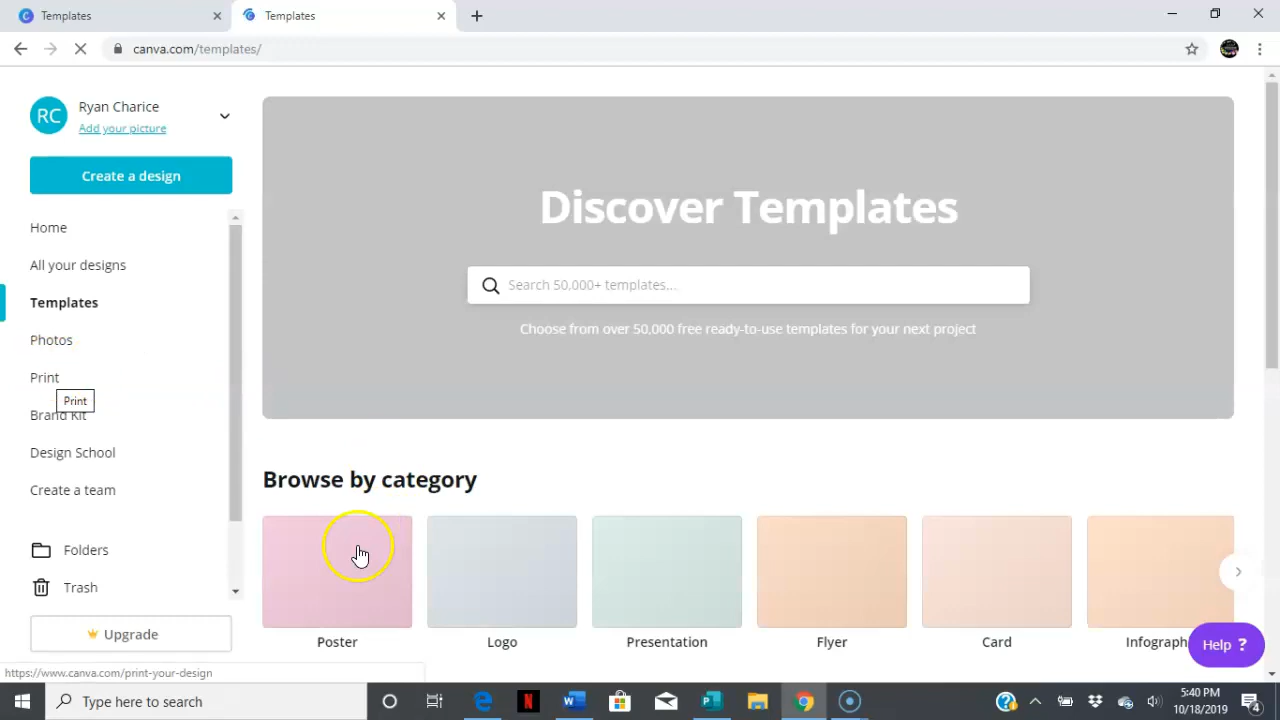 Templates
Templates
canva.com/templates/
RC
Ryan Charice
Add your picture
Create a design
Home
All your designs
Templates
Photos
Print
Print
Brand Kit
Design School
Create a team
Folders
Trash
Upgrade
Discover Templates
Search 50,000+ templates...
Choose from over 50,000 free ready-to-use templates for your next project
Browse by category
Poster
Logo
Presentation
Flyer
Card
Infograph
Help ?
https://www.canva.com/print-your-design
Type here to search
5:40 PM
10/18/2019
4